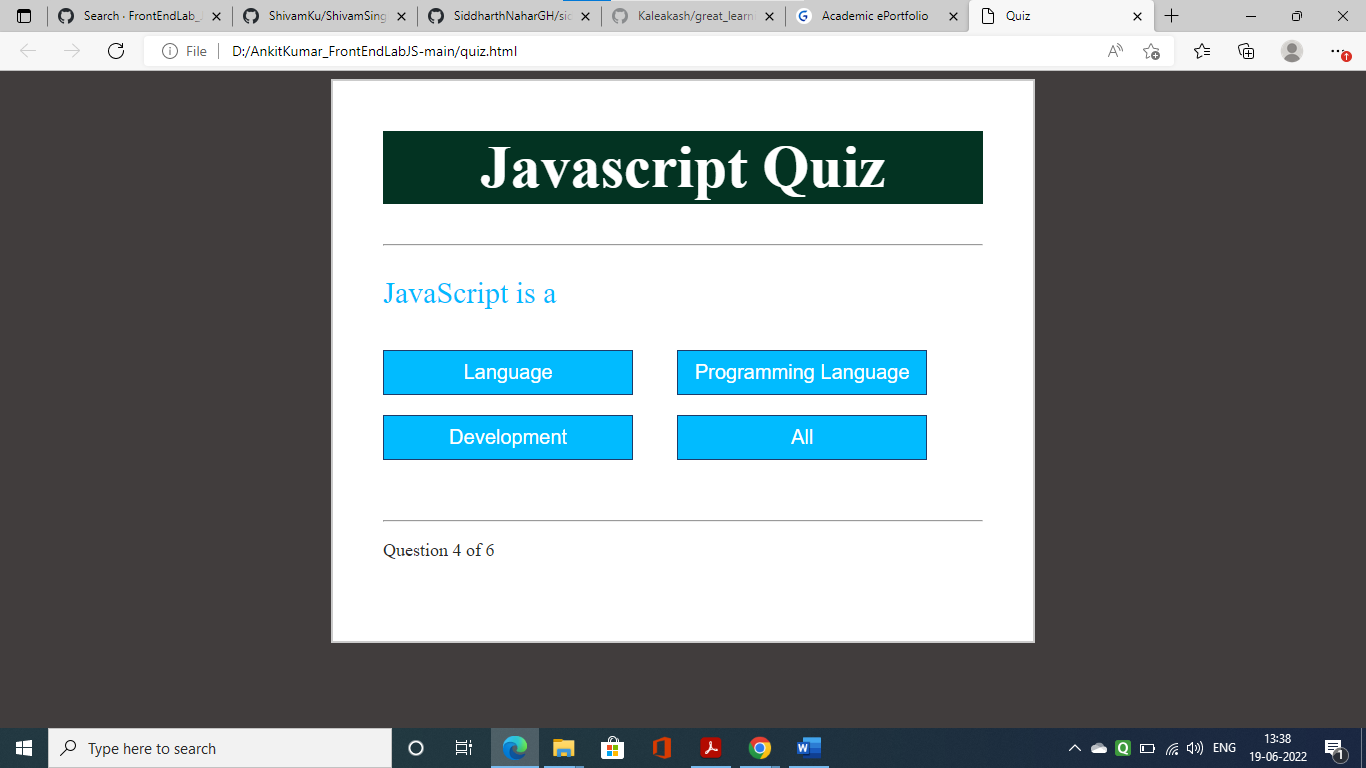 Search · FrontEndLab_ ShivamKu/ShivamSing SiddharthNaharGH/sid Kaleakash/great_learn Academic ePortfolio Quiz
File D:/AnkitKumar_FrontEndLabJS-main/quiz.html
Javascript Quiz
JavaScript is a
Language Programming Language
Development All
Question 4 of 6
Type here to search
ENG
13:38
19-06-2022
1